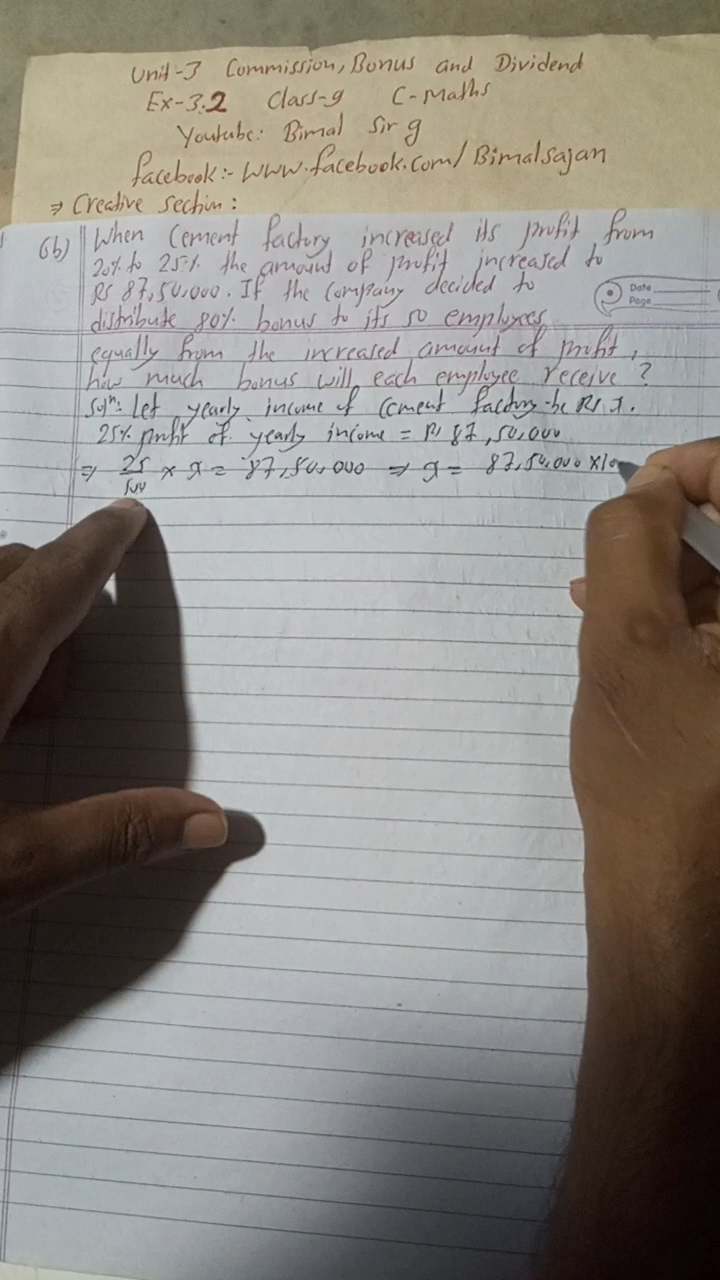 Unit-3 Commission, Bonus and Dividend
Ex-3.2 Class-9 C-Maths
Youtube: Bimal Sir g
facebook:- www.facebook.com/Bimalsajan
⇒ Creative Section:
6b) When Cement factory increased its profit from
20% to 25% the amount of profit increased to
Rs 87,50,000. If the Company decided to
Date
Page
distribute 80% bonus to its 50 employees
equally from the increased amount of profit,
how much bonus will each employee receive?
Solⁿ: Let yearly income of Cement factory be Rs x.
25% profit of yearly income = Rs 87,50,000
⇒ 25/100 × x = 87,50,000 ⇒ x = 87,50,000 × 10